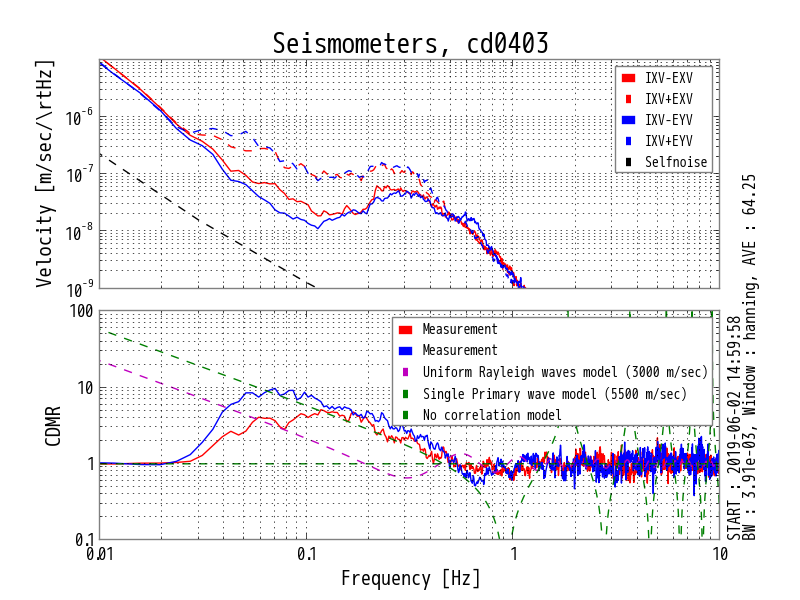 Seismometers, cd0403
Velocity [m/sec/\rtHz]
10^-6
10^-7
10^-8
10^-9
IXV-EXV
IXV+EXV
IXV-EYV
IXV+EYV
Selfnoise
CDMR
100
10
1
0.1
Measurement
Measurement
Uniform Rayleigh waves model (3000 m/sec)
Single Primary wave model (5500 m/sec)
No correlation model
0.01
0.1
1
10
Frequency [Hz]
START : 2019-06-02 14:59:58
BW : 3.91e-03, Window : hanning, AVE : 64.25